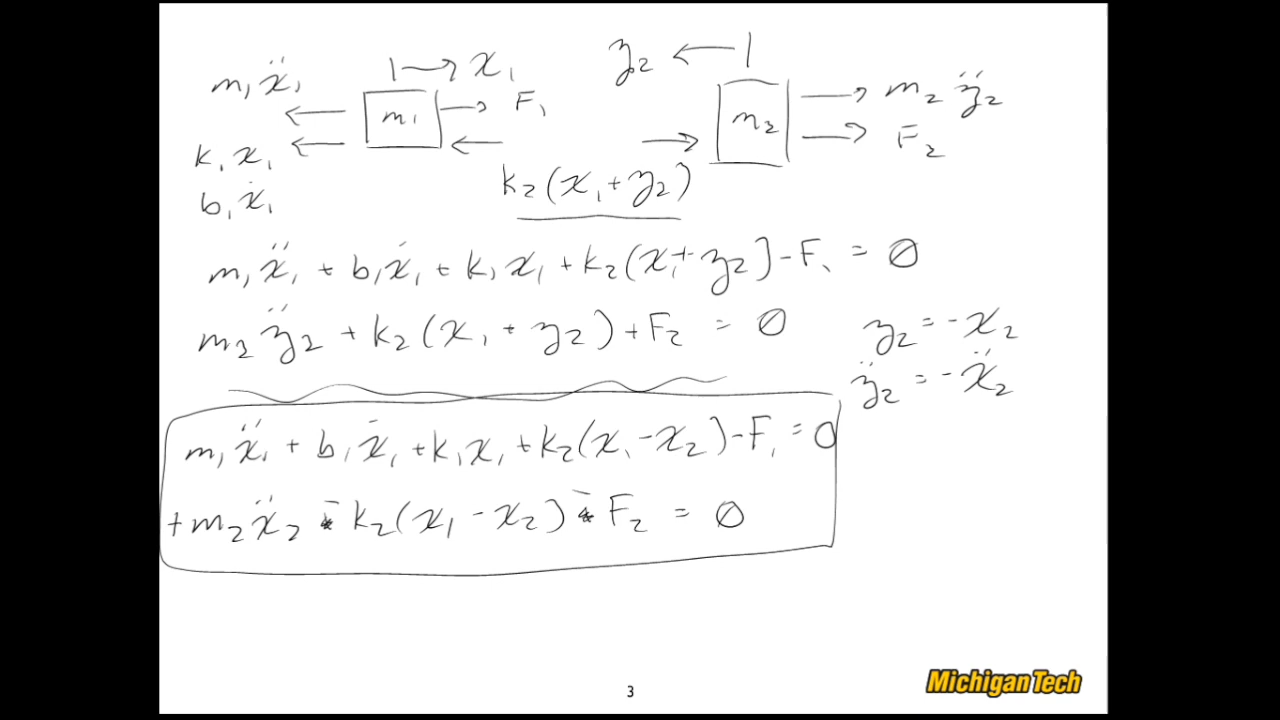 m₁ẍ₁ |→ x₁ z₂ ←|
m₁ → F₁ m₂ → m₂z̈₂
k₁x₁ → F₂
b₁ẋ₁ k₂(x₁+z₂)
m₁ẍ₁ + b₁ẋ₁ + k₁x₁ + k₂(x₁+z₂) - F₁ = 0
m₂z̈₂ + k₂(x₁ + z₂) + F₂ = 0 z₂ = -x₂
z̈₂ = -ẍ₂
m₁ẍ₁ + b₁ẋ₁ + k₁x₁ + k₂(x₁ - x₂) - F₁ = 0
+m₂ẍ₂ - k₂(x₁ - x₂) - F₂ = 0
3
Michigan Tech